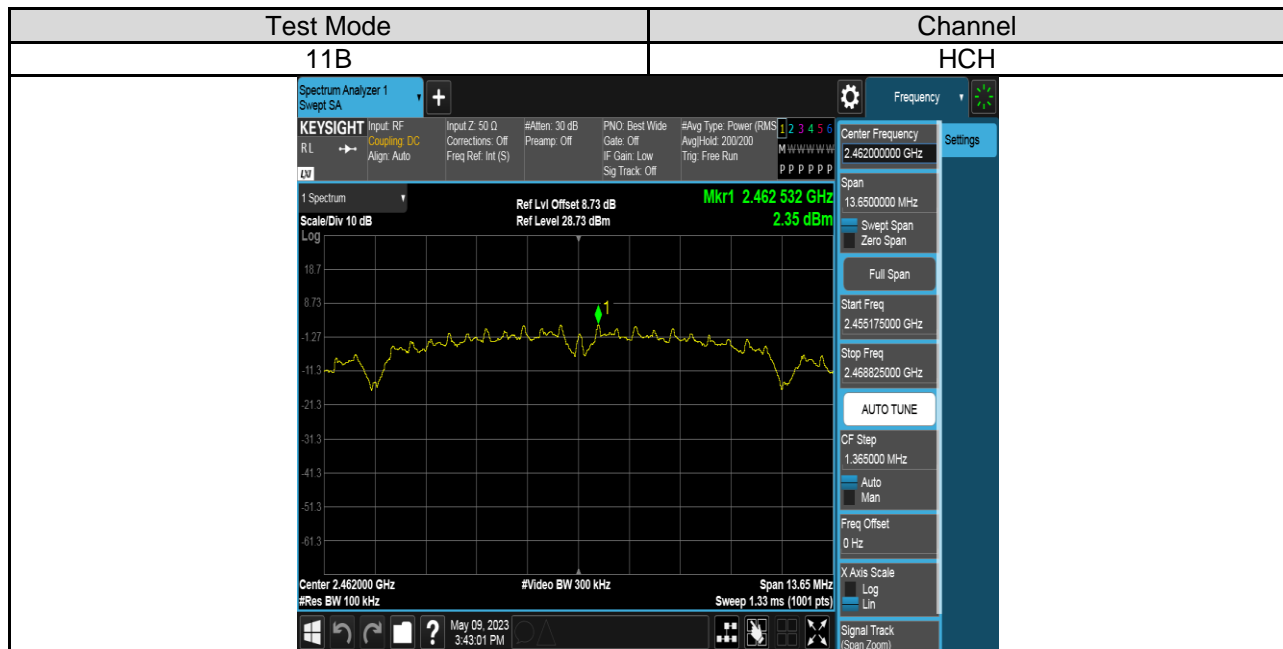 Test Mode Channel
11B HCH
Spectrum Analyzer 1
Swept SA
+
Frequency
KEYSIGHT
RL
LXI
Input: RF
Coupling: DC
Align: Auto
Input Z: 50 Ω
Corrections: Off
Freq Ref: Int (S)
#Atten: 30 dB
Preamp: Off
PNO: Best Wide
Gate: Off
IF Gain: Low
Sig Track: Off
#Avg Type: Power (RMS
Avg|Hold: 200/200
Trig: Free Run
1 2 3 4 5 6
M W W W W W
P P P P P P
1 Spectrum
Scale/Div 10 dB
Log
Ref Lvl Offset 8.73 dB
Ref Level 28.73 dBm
Mkr1 2.462 532 GHz
2.35 dBm
18.7
8.73
-1.27
-11.3
-21.3
-31.3
-41.3
-51.3
-61.3
1
Center 2.462000 GHz
#Res BW 100 kHz
#Video BW 300 kHz
Span 13.65 MHz
Sweep 1.33 ms (1001 pts)
Center Frequency
2.462000000 GHz
Settings
Span
13.6500000 MHz
Swept Span
Zero Span
Full Span
Start Freq
2.455175000 GHz
Stop Freq
2.468825000 GHz
AUTO TUNE
CF Step
1.365000 MHz
Auto
Man
Freq Offset
0 Hz
X Axis Scale
Log
Lin
Signal Track
(Span Zoom)
?
May 09, 2023
3:43:01 PM